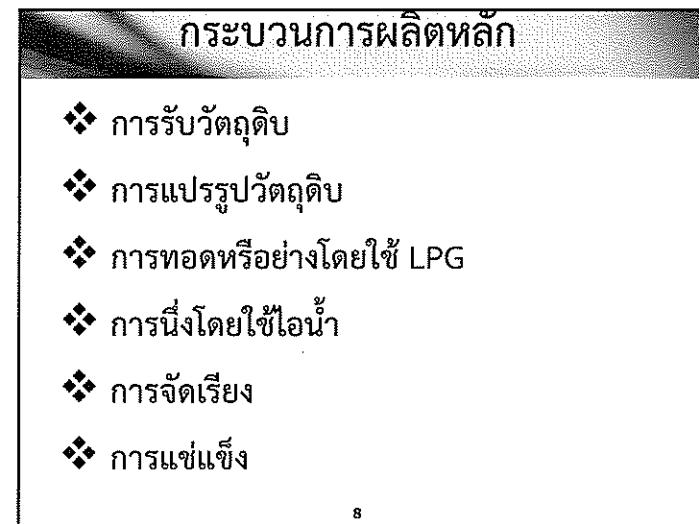 กระบวนการผลิตหลัก
❖ การรับวัตถุดิบ
❖ การแปรรูปวัตถุดิบ
❖ การทอดหรือย่างโดยใช้ LPG
❖ การนึ่งโดยใช้ไอน้ำ
❖ การจัดเรียง
❖ การแช่แข็ง
8